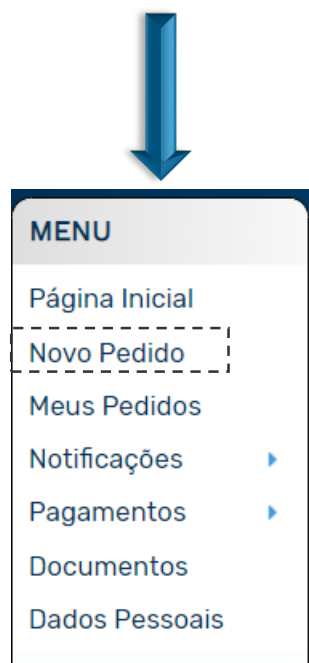 MENU
Página Inicial
Novo Pedido
Meus Pedidos
Notificações
Pagamentos
Documentos
Dados Pessoais